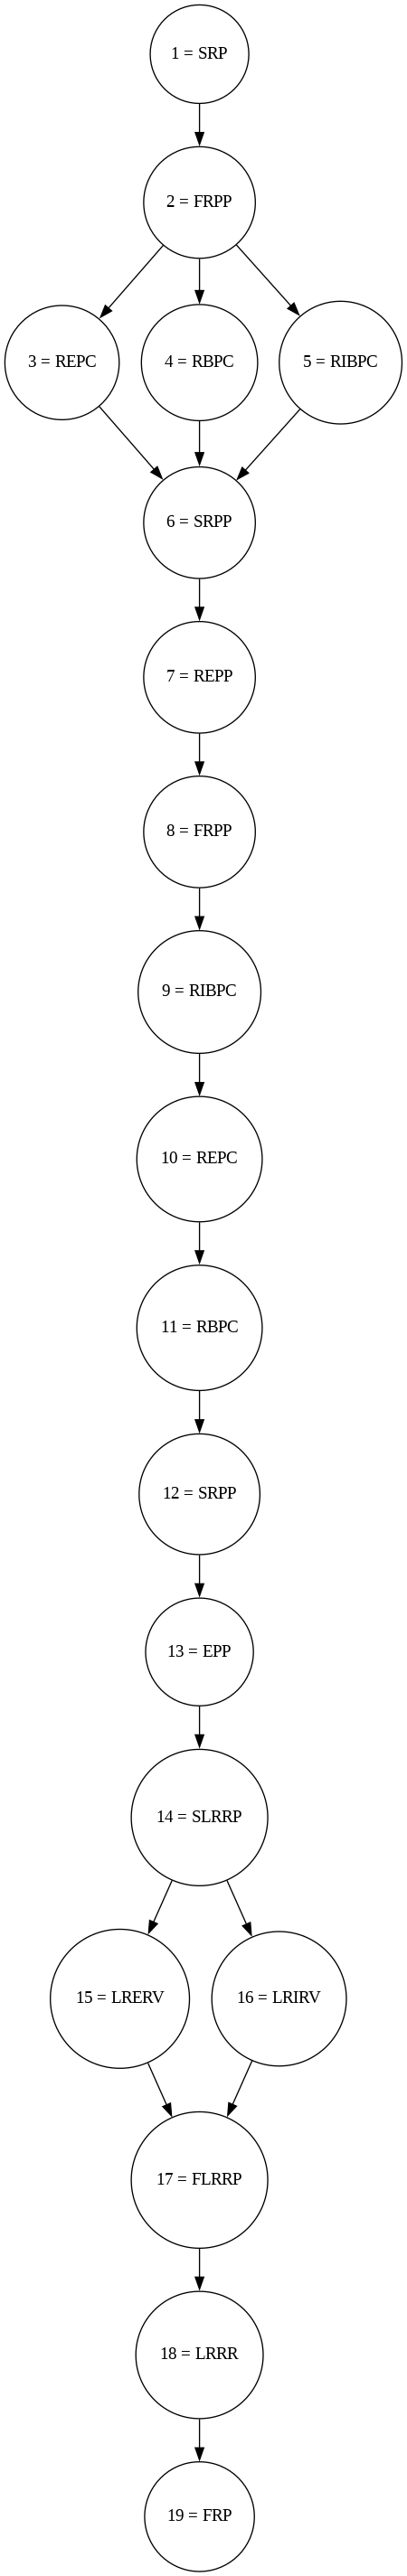 1 = SRP
2 = FRPP
3 = REPC
4 = RBPC
5 = RIBPC
6 = SRPP
7 = REPP
8 = FRPP
9 = RIBPC
10 = REPC
11 = RBPC
12 = SRPP
13 = EPP
14 = SLRRP
15 = LRERV
16 = LRIRV
17 = FLRRP
18 = LRRR
19 = FRP